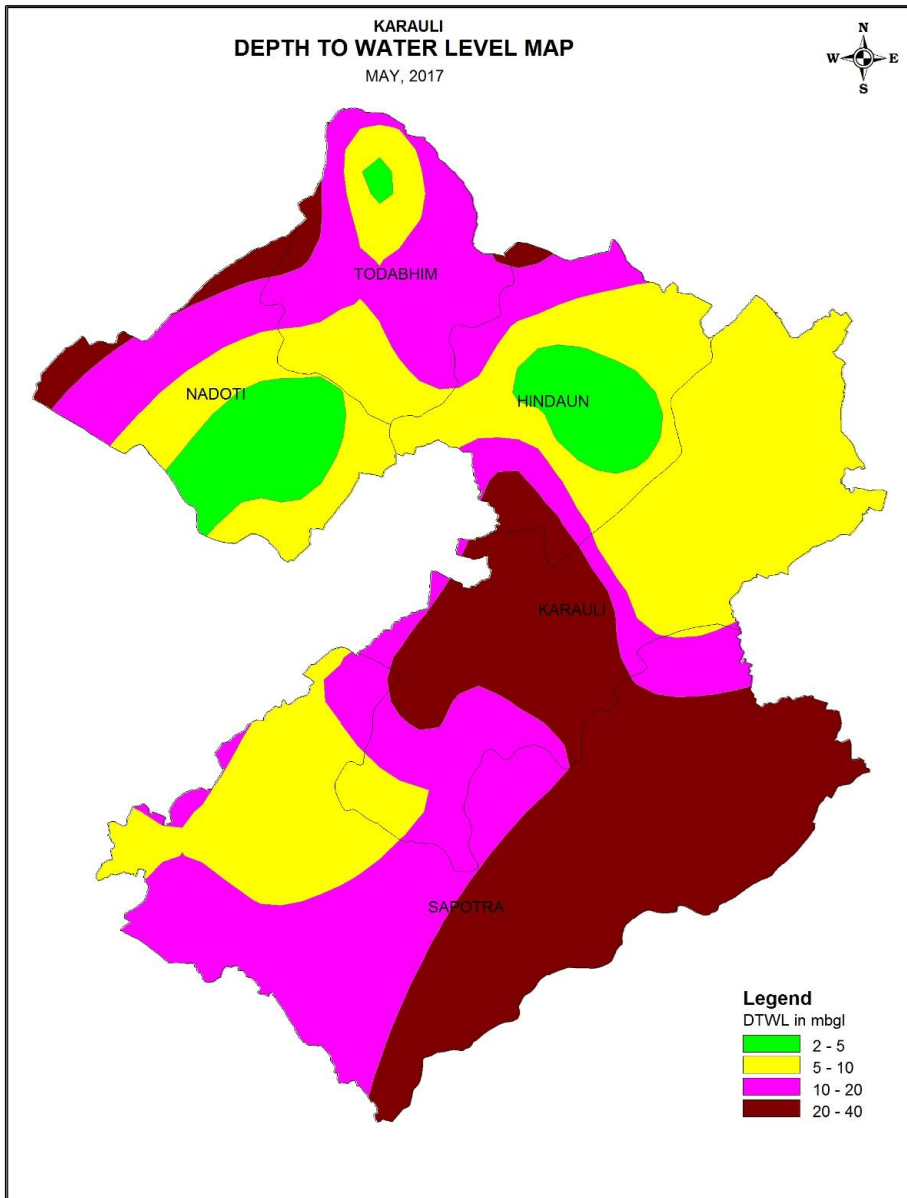 KARAULI
DEPTH TO WATER LEVEL MAP
MAY, 2017
N
W E
S
TODABHIM
NADOTI
HINDAUN
KARAULI
SAPOTRA
Legend
DTWL in mbgl
2 - 5
5 - 10
10 - 20
20 - 40